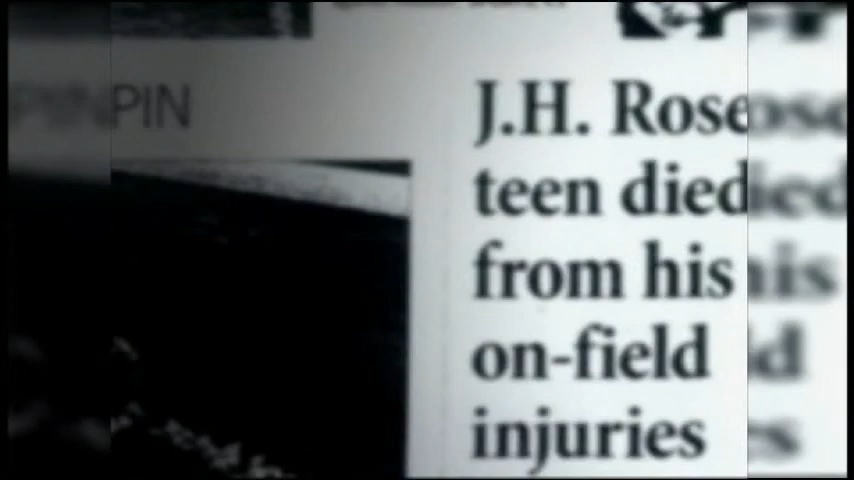 PIN
J.H. Rose
teen died
from his
on-field
injuries